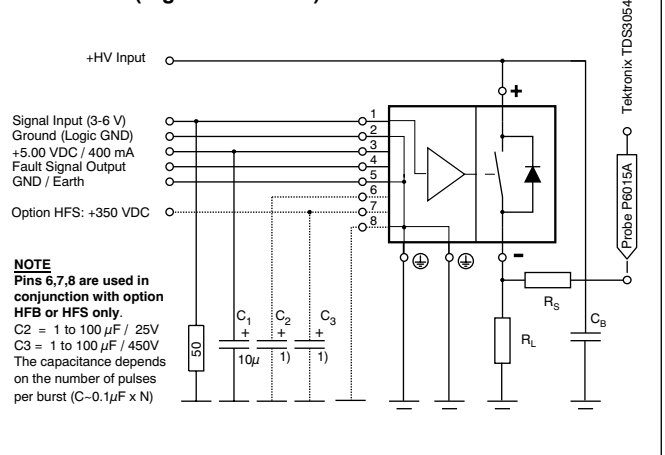 +HV Input
Signal Input (3-6 V)
Ground (Logic GND)
+5.00 VDC / 400 mA
Fault Signal Output
GND / Earth
Option HFS: +350 VDC
1
2
3
4
5
6
7
8
+
-
NOTE
Pins 6,7,8 are used in
conjunction with option
HFB or HFS only.
C2 = 1 to 100 μF / 25V
C3 = 1 to 100 μF / 450V
The capacitance depends
on the number of pulses
per burst (C~0.1μF x N)
50
C1
+
10μ
C2
+
1)
C3
+
1)
RS
RL
CB
Probe P6015A
Tektronix TDS3054